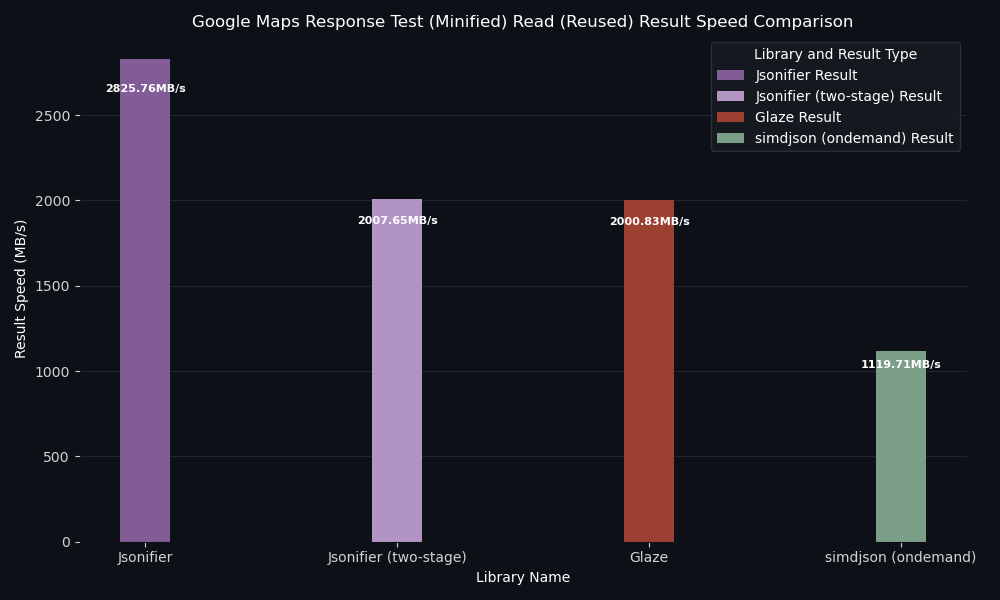 Google Maps Response Test (Minified) Read (Reused) Result Speed Comparison
Library and Result Type
Jsonifier Result
Jsonifier (two-stage) Result
Glaze Result
simdjson (ondemand) Result
2825.76MB/s
2007.65MB/s
2000.83MB/s
1119.71MB/s
Result Speed (MB/s)
2500
2000
1500
1000
500
0
Jsonifier
Jsonifier (two-stage)
Glaze
simdjson (ondemand)
Library Name